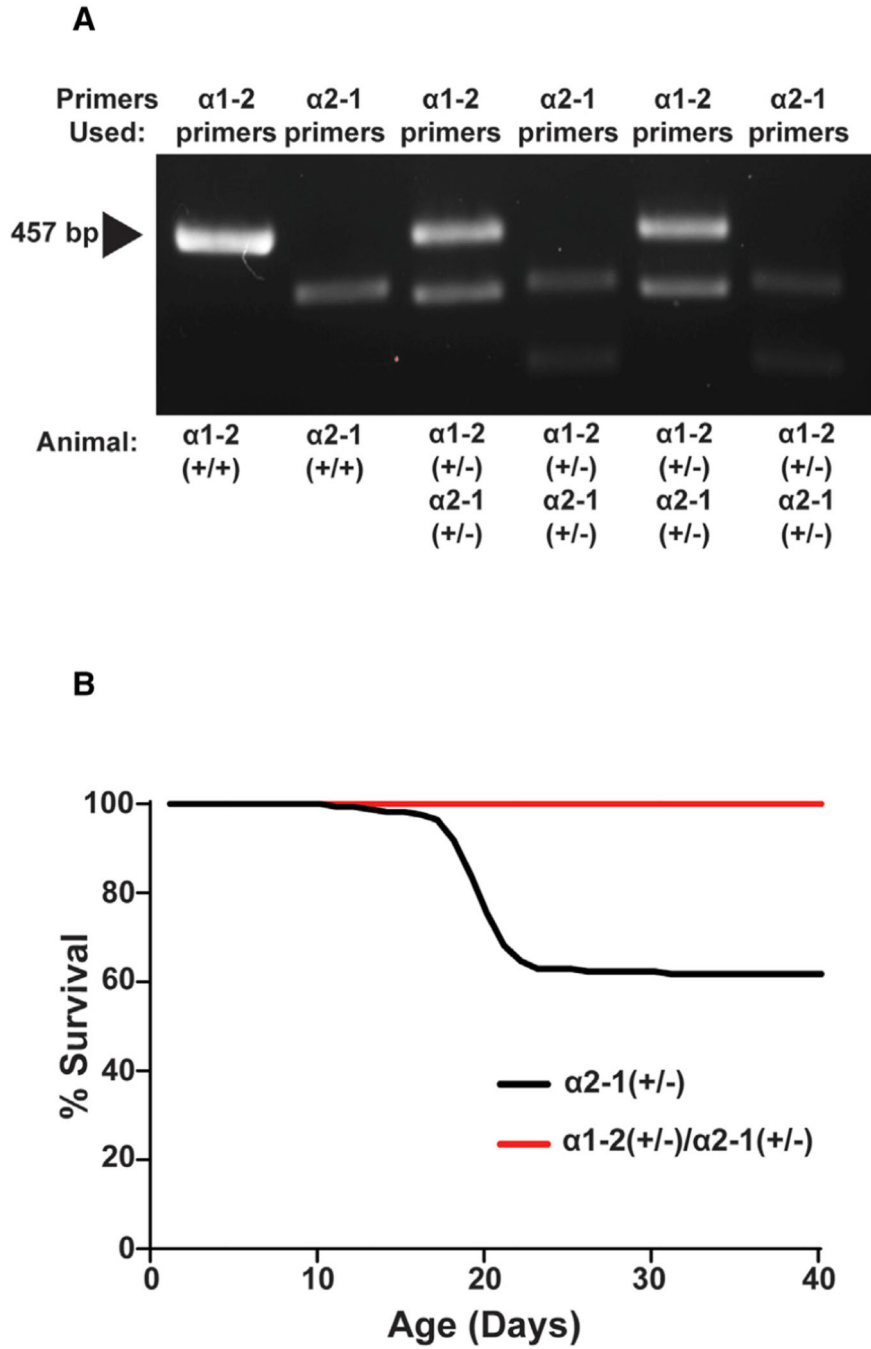 A
Primers α1-2 α2-1 α1-2 α2-1 α1-2 α2-1
Used: primers primers primers primers primers primers
457 bp
Animal: α1-2 α2-1 α1-2 α1-2 α1-2 α1-2
(+/+) (+/+) (+/-) (+/-) (+/-) (+/-)
α2-1 α2-1 α2-1 α2-1
(+/-) (+/-) (+/-) (+/-)
B
100
80
60
40
20
0
% Survival
α2-1(+/-)
α1-2(+/-)/α2-1(+/-)
0 10 20 30 40
Age (Days)